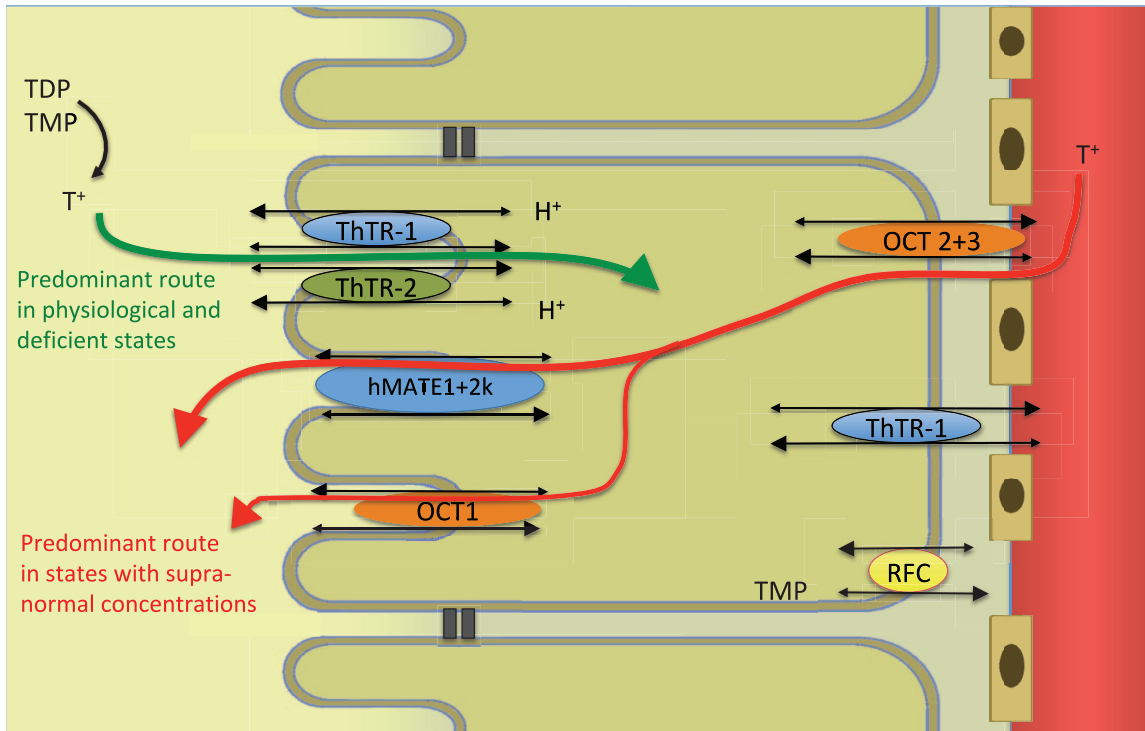 TDP
TMP
T+
T+
H+
ThTR-1
OCT 2+3
Predominant route
in physiological and
deficient states
ThTR-2
H+
hMATE1+2k
ThTR-1
OCT1
Predominant route
in states with supra-
normal concentrations
RFC
TMP